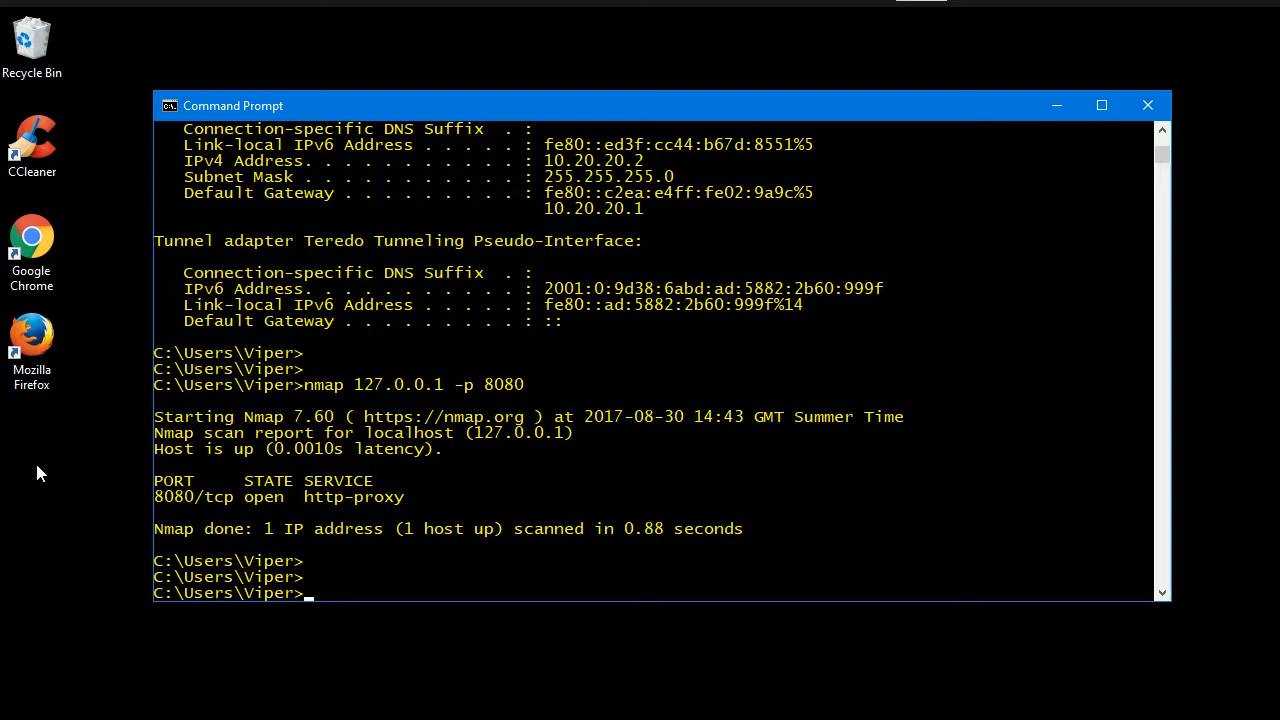 Recycle Bin
CCleaner
Google
Chrome
Mozilla
Firefox
Command Prompt
Connection-specific DNS Suffix . :
Link-local IPv6 Address . . . . . : fe80::ed3f:cc44:b67d:8551%5
IPv4 Address. . . . . . . . . . . : 10.20.20.2
Subnet Mask . . . . . . . . . . . : 255.255.255.0
Default Gateway . . . . . . . . . : fe80::c2ea:e4ff:fe02:9a9c%5
10.20.20.1
Tunnel adapter Teredo Tunneling Pseudo-Interface:
Connection-specific DNS Suffix . :
IPv6 Address. . . . . . . . . . . : 2001:0:9d38:6abd:ad:5882:2b60:999f
Link-local IPv6 Address . . . . . : fe80::ad:5882:2b60:999f%14
Default Gateway . . . . . . . . . : ::
C:\Users\Viper>
C:\Users\Viper>
C:\Users\Viper>nmap 127.0.0.1 -p 8080
Starting Nmap 7.60 ( https://nmap.org ) at 2017-08-30 14:43 GMT Summer Time
Nmap scan report for localhost (127.0.0.1)
Host is up (0.0010s latency).
PORT     STATE SERVICE
8080/tcp open  http-proxy
Nmap done: 1 IP address (1 host up) scanned in 0.88 seconds
C:\Users\Viper>
C:\Users\Viper>
C:\Users\Viper>